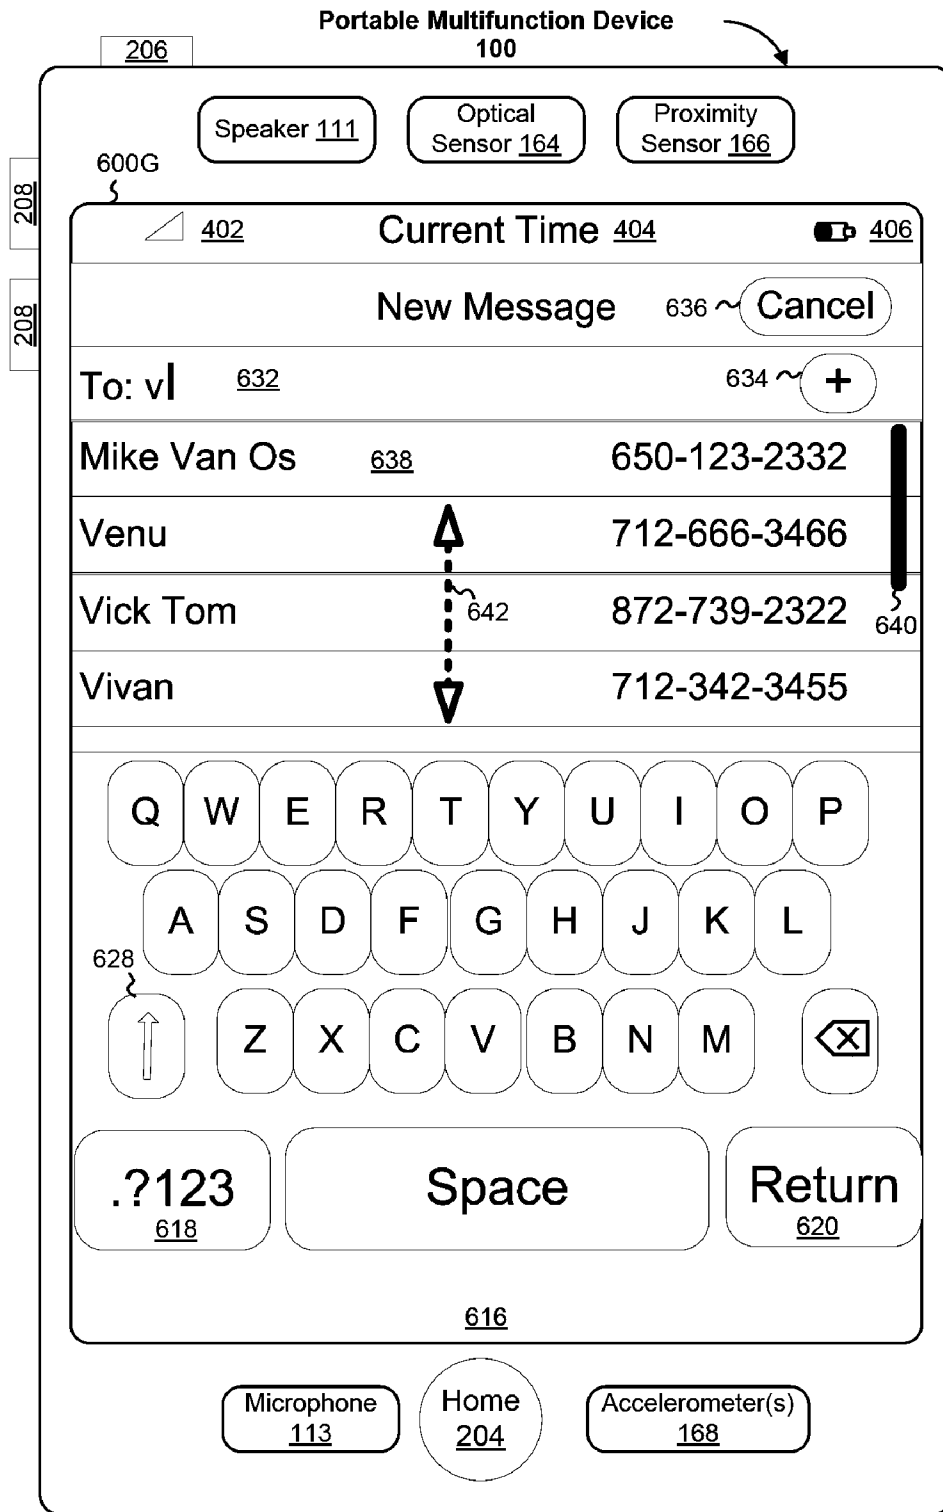 Portable Multifunction Device
100
206
Speaker 111
Optical
Sensor 164
Proximity
Sensor 166
600G
208
208
402
Current Time 404
406
New Message
636
Cancel
To: v
632
634
+
Mike Van Os
638
650-123-2332
Venu
712-666-3466
642
Vick Tom
872-739-2322
640
Vivan
712-342-3455
Q W E R T Y U I O P
A S D F G H J K L
628
Z X C V B N M
.?123
618
Space
Return
620
616
Microphone
113
Home
204
Accelerometer(s)
168